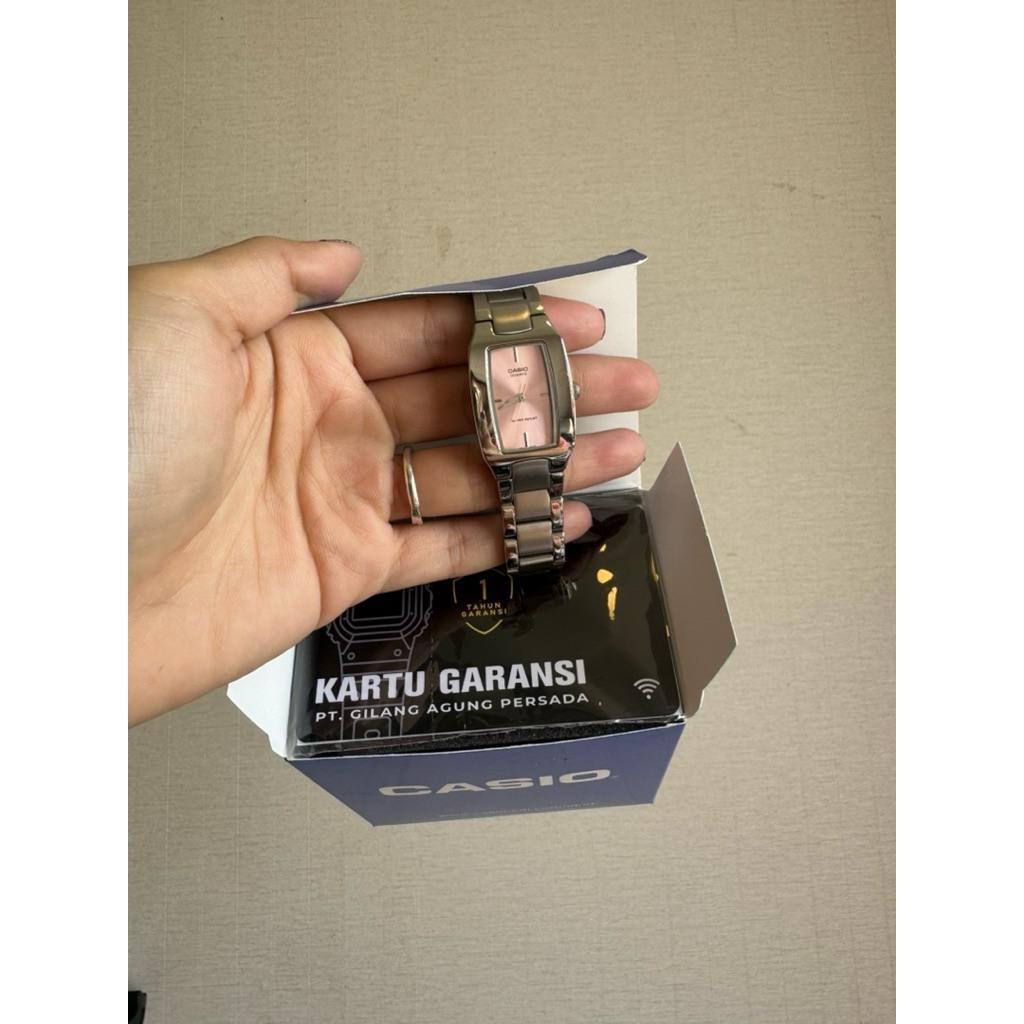 CASIO
1
TAHUN
GARANSI
KARTU GARANSI
PT. GILANG AGUNG PERSADA
CASIO